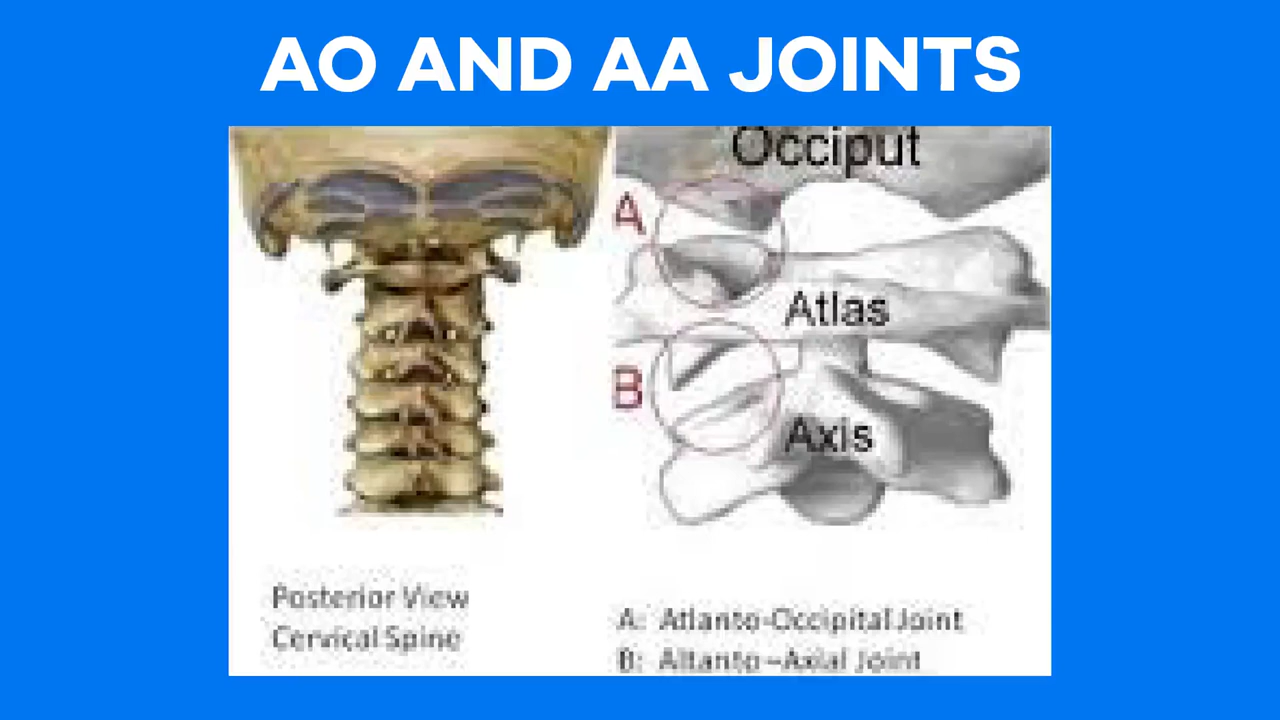 AO AND AA JOINTS
Occiput
A
Atlas
B
Axis
Posterior View
Cervical Spine
A: Atlanto-Occipital Joint
B: Altanto–Axial Joint